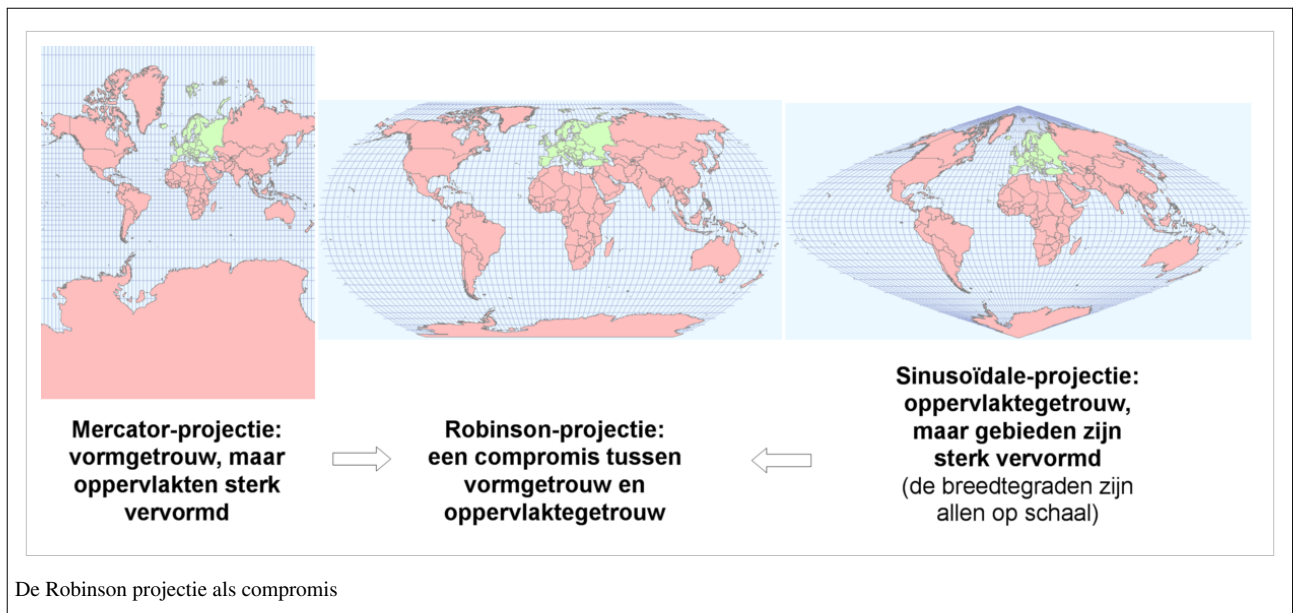 Mercator-projectie:
vormgetrouw, maar
oppervlakten sterk
vervormd
Robinson-projectie:
een compromis tussen
vormgetrouw en
oppervlaktegetrouw
Sinusoïdale-projectie:
oppervlaktegetrouw,
maar gebieden zijn
sterk vervormd
(de breedtegraden zijn
allen op schaal)
De Robinson projectie als compromis